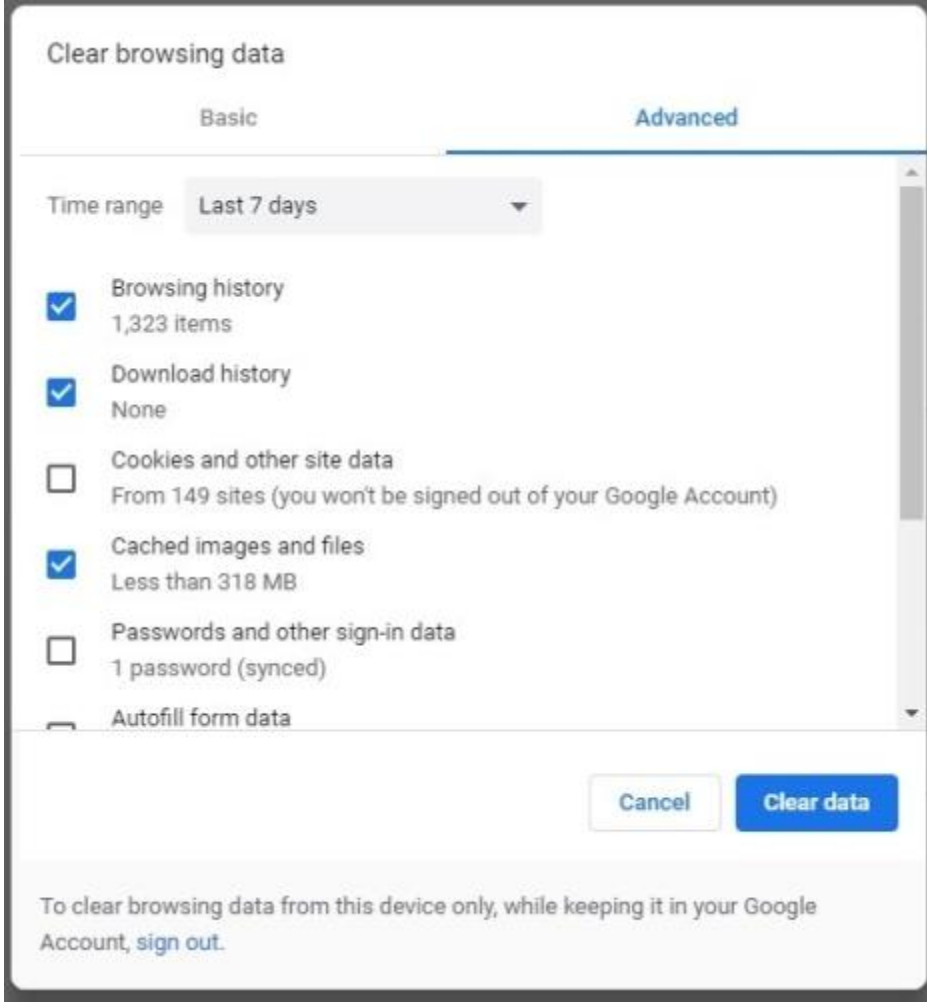 Clear browsing data
Basic
Advanced
Time range
Last 7 days
Browsing history
1,323 items
Download history
None
Cookies and other site data
From 149 sites (you won't be signed out of your Google Account)
Cached images and files
Less than 318 MB
Passwords and other sign-in data
1 password (synced)
Autofill form data
Cancel
Clear data
To clear browsing data from this device only, while keeping it in your Google
Account, sign out.